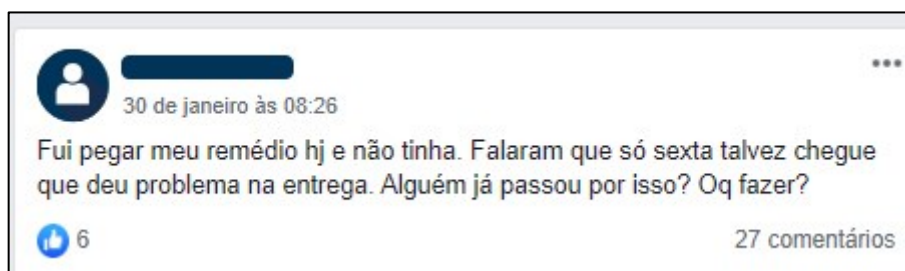 30 de janeiro às 08:26
Fui pegar meu remédio hj e não tinha. Falaram que só sexta talvez chegue
que deu problema na entrega. Alguém já passou por isso? Oq fazer?
6
27 comentários